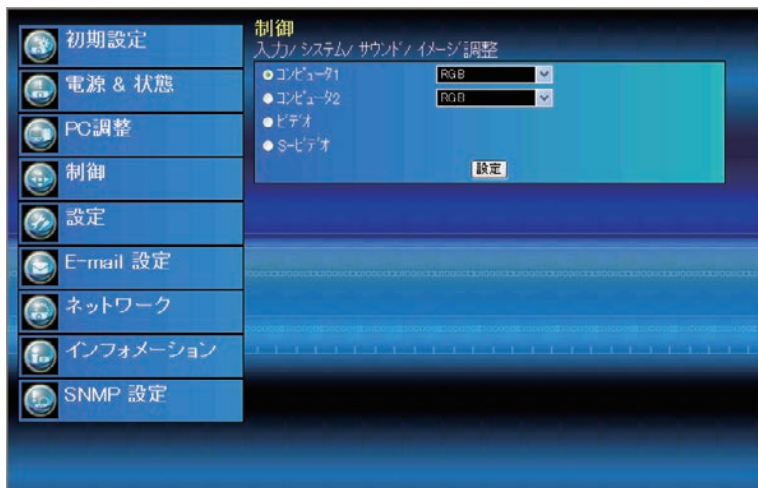 初期設定
電源 & 状態
PC調整
制御
設定
E-mail 設定
ネットワーク
インフォメーション
SNMP 設定
制御
入力/ システム/ サウンド/ イメージ調整
コンピュータ1 RGB
コンピュータ2 RGB
ビデオ
S-ビデオ
設定